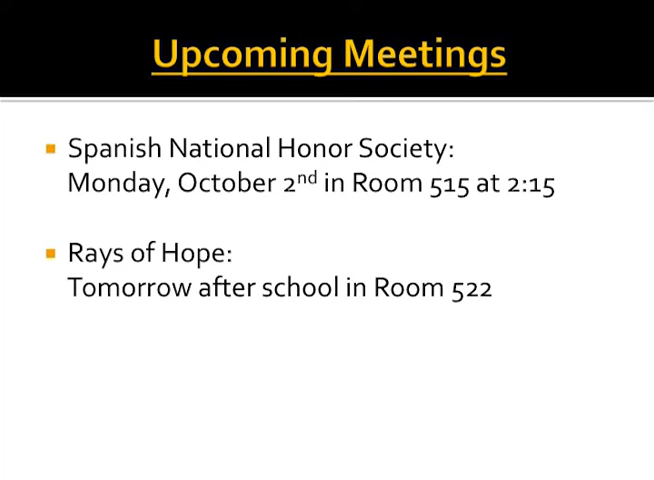 Upcoming Meetings
Spanish National Honor Society:
Monday, October 2nd in Room 515 at 2:15
Rays of Hope:
Tomorrow after school in Room 522